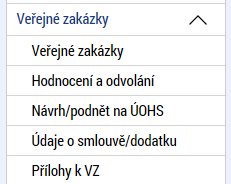 Veřejné zakázky
Veřejné zakázky
Hodnocení a odvolání
Návrh/podnět na ÚOHS
Údaje o smlouvě/dodatku
Přílohy k VZ